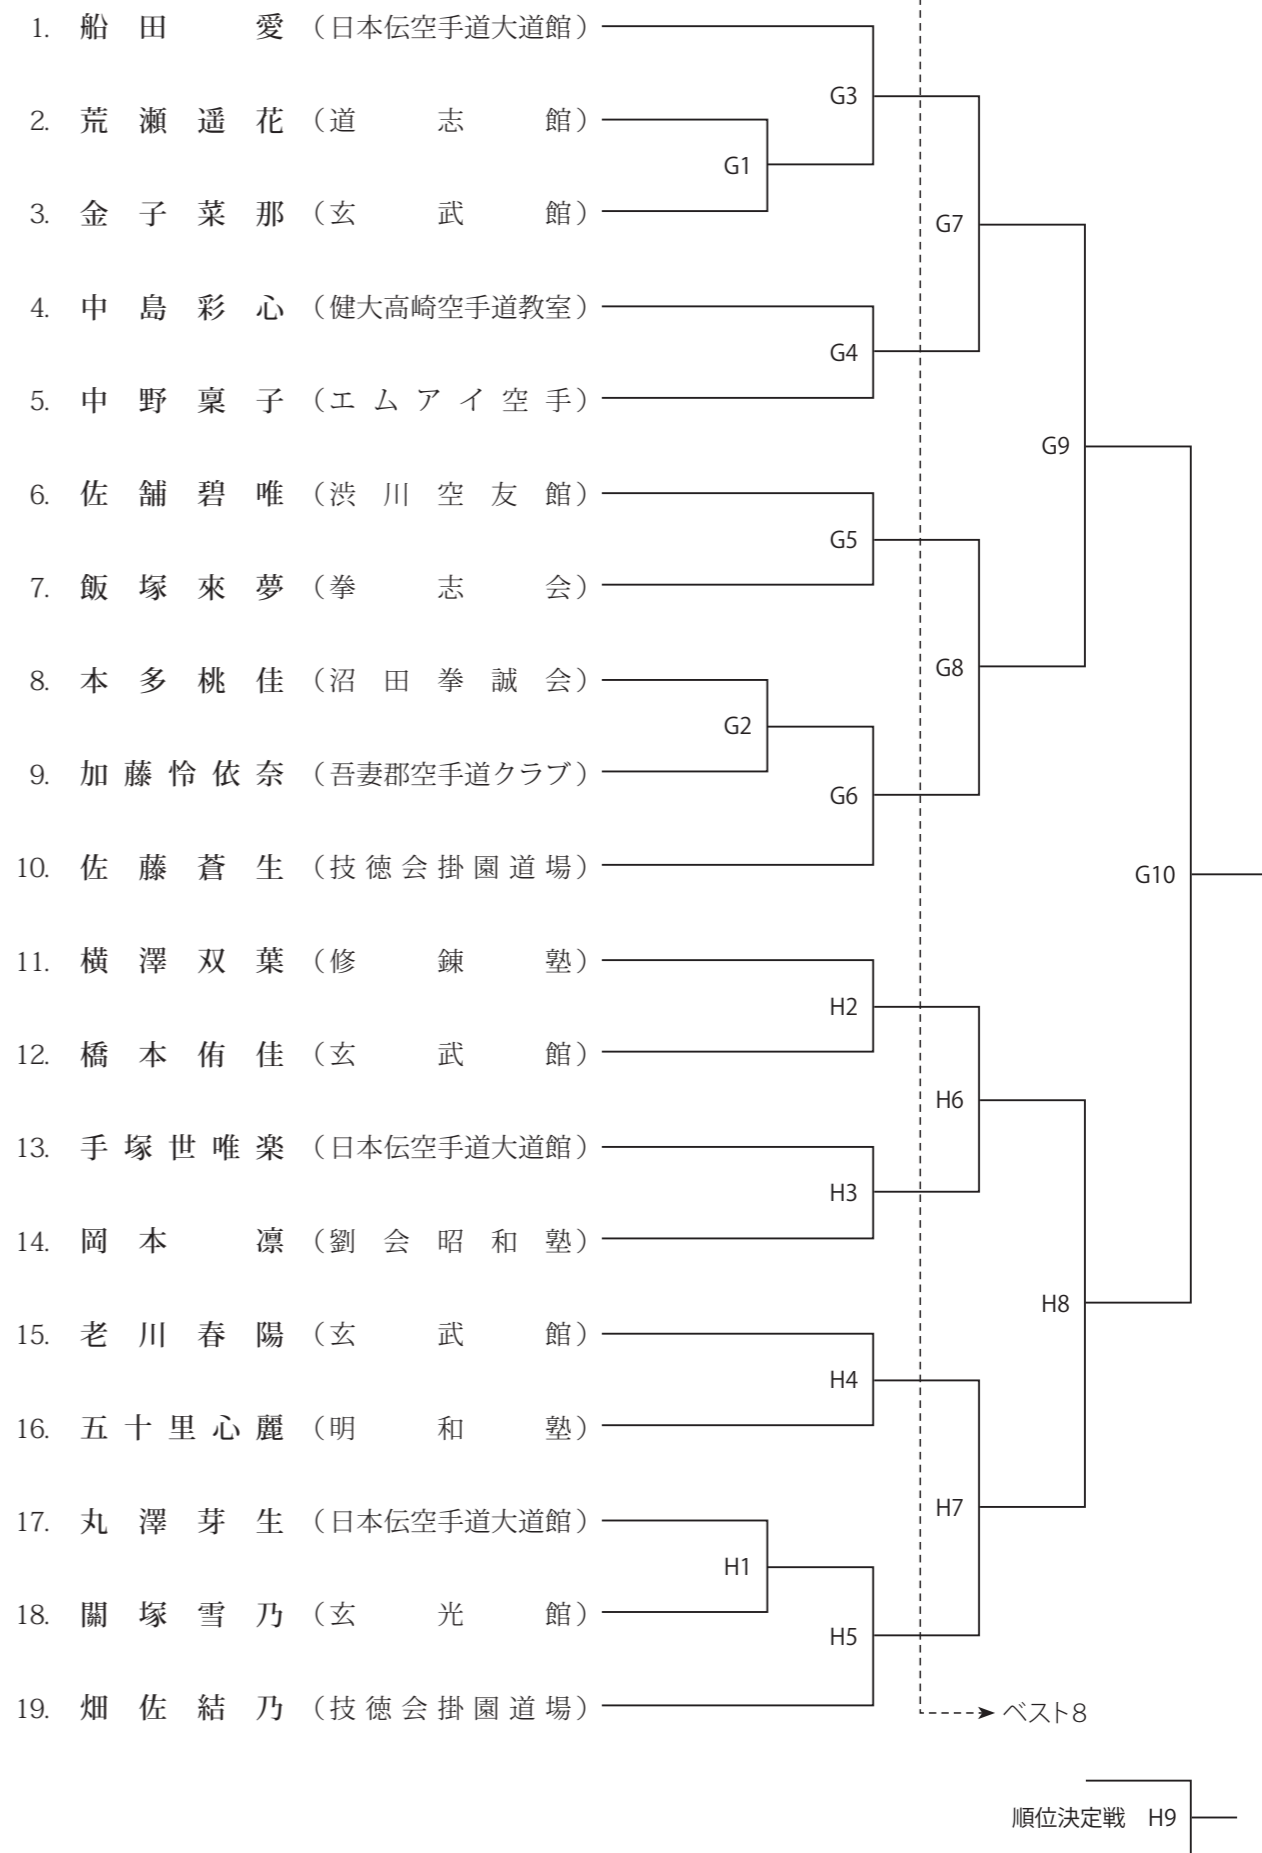 1. 船田 愛（日本伝空手道大道館）
G3
2. 荒瀬遥花（道志館）
G1
3. 金子菜那（玄武館）
G7
4. 中島彩心（健大高崎空手道教室）
G4
5. 中野稟子（エムアイ空手）
G9
6. 佐舗碧唯（渋川空友館）
G5
7. 飯塚來夢（拳志会）
G8
8. 本多桃佳（沼田拳誠会）
G2
9. 加藤怜依奈（吾妻郡空手道クラブ）
G6
10. 佐藤蒼生（技徳会掛園道場）
G10
11. 横澤双葉（修錬塾）
H2
12. 橋本侑佳（玄武館）
H6
13. 手塚世唯楽（日本伝空手道大道館）
H3
14. 岡本 凛（劉会昭和塾）
H8
15. 老川春陽（玄武館）
H4
16. 五十里心麗（明和塾）
H7
17. 丸澤芽生（日本伝空手道大道館）
H1
18. 關塚雪乃（玄光館）
H5
19. 畑佐結乃（技徳会掛園道場）
ベスト8
順位決定戦 H9